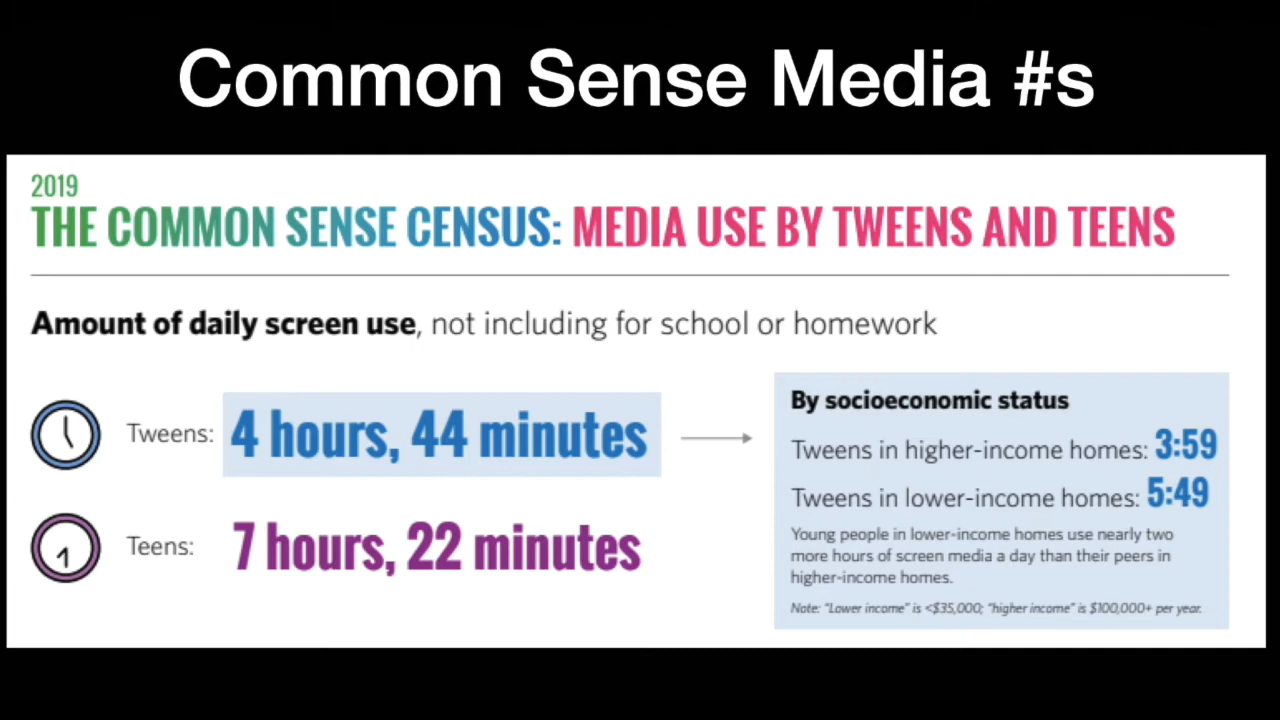 Common Sense Media #s
2019
THE COMMON SENSE CENSUS: MEDIA USE BY TWEENS AND TEENS
Amount of daily screen use, not including for school or homework
Tweens: 4 hours, 44 minutes
Teens: 7 hours, 22 minutes
By socioeconomic status
Tweens in higher-income homes: 3:59
Tweens in lower-income homes: 5:49
Young people in lower-income homes use nearly two
more hours of screen media a day than their peers in
higher-income homes.
Note: "Lower income" is <$35,000; "higher income" is $100,000+ per year.